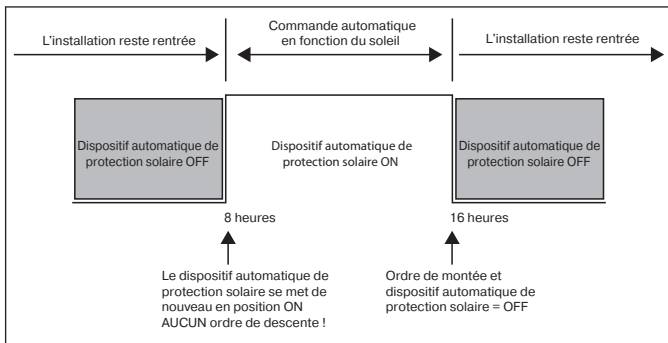 L'installation reste rentrée
Commande automatique
en fonction du soleil
L'installation reste rentrée
Dispositif automatique de
protection solaire OFF
Dispositif automatique de
protection solaire ON
Dispositif automatique de
protection solaire OFF
8 heures
16 heures
Le dispositif automatique de
protection solaire se met de
nouveau en position ON
AUCUN ordre de descente !
Ordre de montée et
dispositif automatique de
protection solaire = OFF